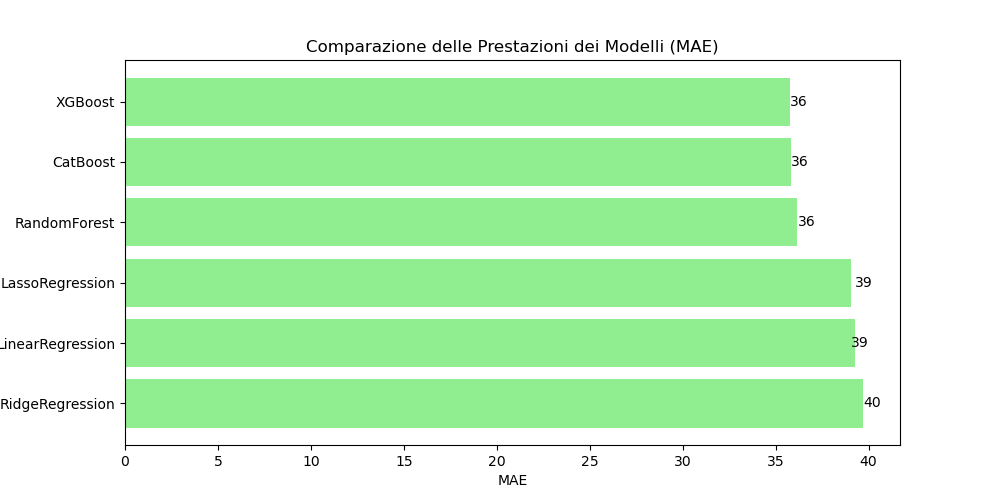 Comparazione delle Prestazioni dei Modelli (MAE)
XGBoost 36
CatBoost 36
RandomForest 36
LassoRegression 39
LinearRegression 39
RidgeRegression 40
0 5 10 15 20 25 30 35 40
MAE